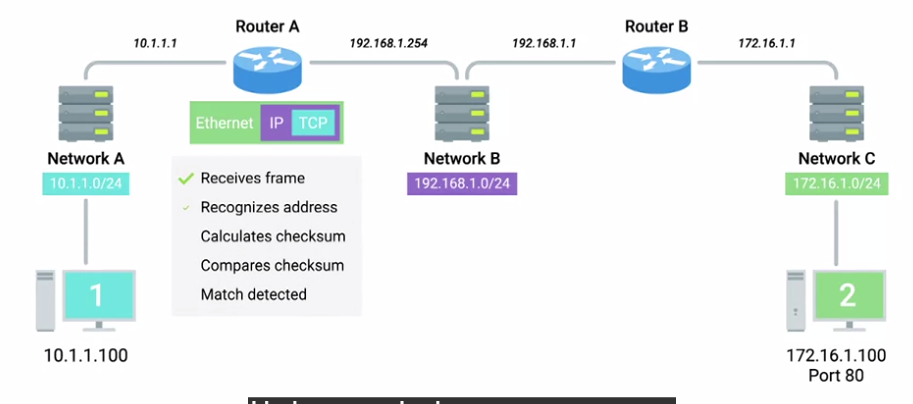 Router A
Router B
10.1.1.1
192.168.1.254
192.168.1.1
172.16.1.1
Ethernet IP TCP
Network A
10.1.1.0/24
Network B
192.168.1.0/24
Network C
172.16.1.0/24
Receives frame
Recognizes address
Calculates checksum
Compares checksum
Match detected
1
10.1.1.100
2
172.16.1.100
Port 80